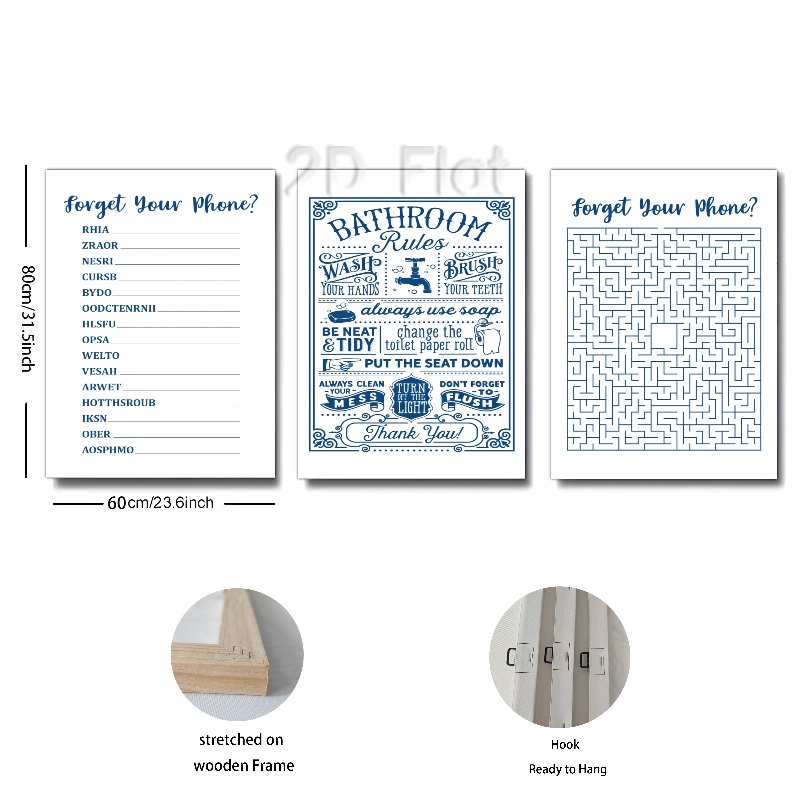 2D Flat
Forget Your Phone?
RHIA
ZRAOR
NESRI
CURSB
BYDO
OODCTENRNII
HLSFU
OPSA
WELTO
VESAH
ARWET
HOTTHSROUB
IKSN
OBER
AOSPHMO
80cm/31.5inch
60cm/23.6inch
BATHROOM
Rules
WASH
YOUR HANDS
BRUSH
YOUR TEETH
always use soap
BE NEAT
& TIDY
change the
toilet paper roll
PUT THE SEAT DOWN
ALWAYS CLEAN
YOUR
MESS
TURN
OFF THE
LIGHT
DON'T FORGET
TO
FLUSH
Thank You!
Forget Your Phone?
stretched on
wooden Frame
Hook
Ready to Hang